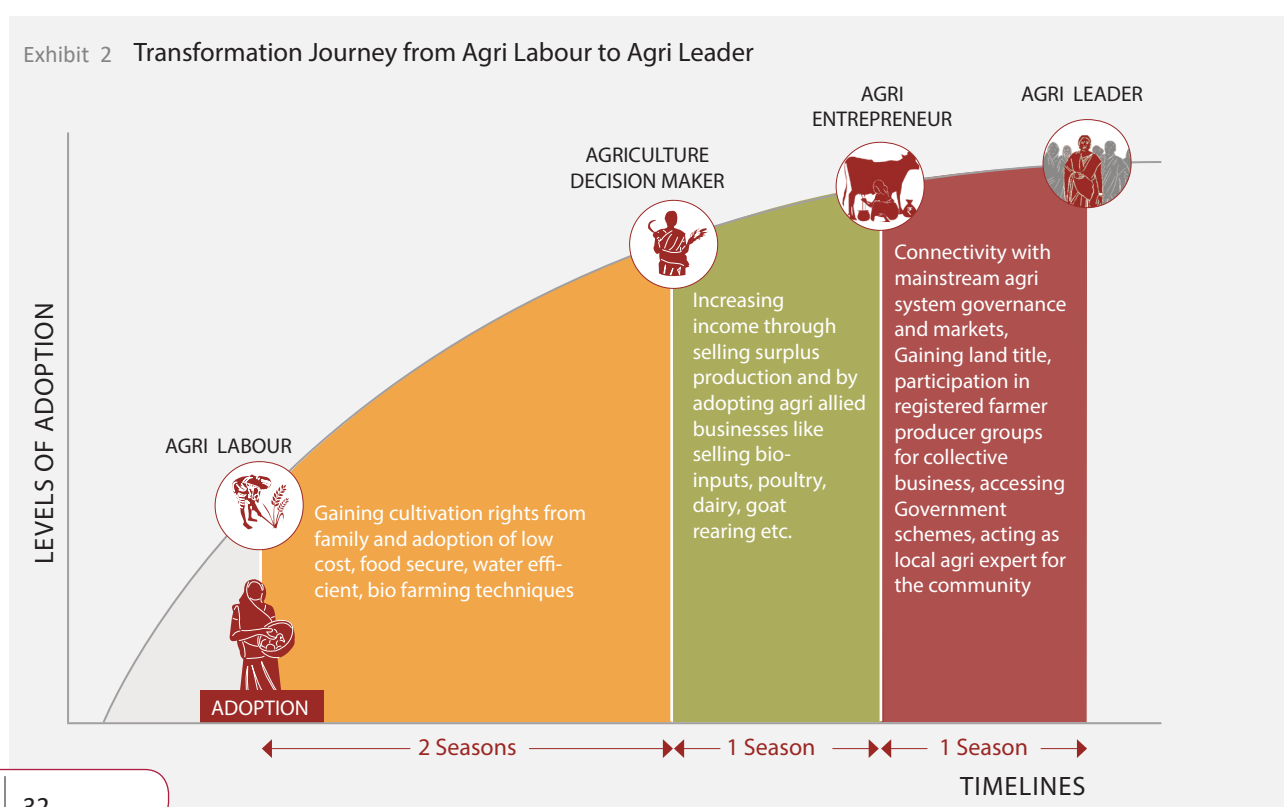 Exhibit 2 Transformation Journey from Agri Labour to Agri Leader
AGRI
ENTREPRENEUR
AGRI LEADER
AGRICULTURE
DECISION MAKER
AGRI LABOUR
LEVELS OF ADOPTION
Gaining cultivation rights from
family and adoption of low
cost, food secure, water effi-
cient, bio farming techniques
Increasing
income through
selling surplus
production and by
adopting agri allied
businesses like
selling bio-
inputs, poultry,
dairy, goat
rearing etc.
Connectivity with
mainstream agri
system governance
and markets,
Gaining land title,
participation in
registered farmer
producer groups
for collective
business, accessing
Government
schemes, acting as
local agri expert for
the community
ADOPTION
2 Seasons
1 Season
1 Season
TIMELINES
32